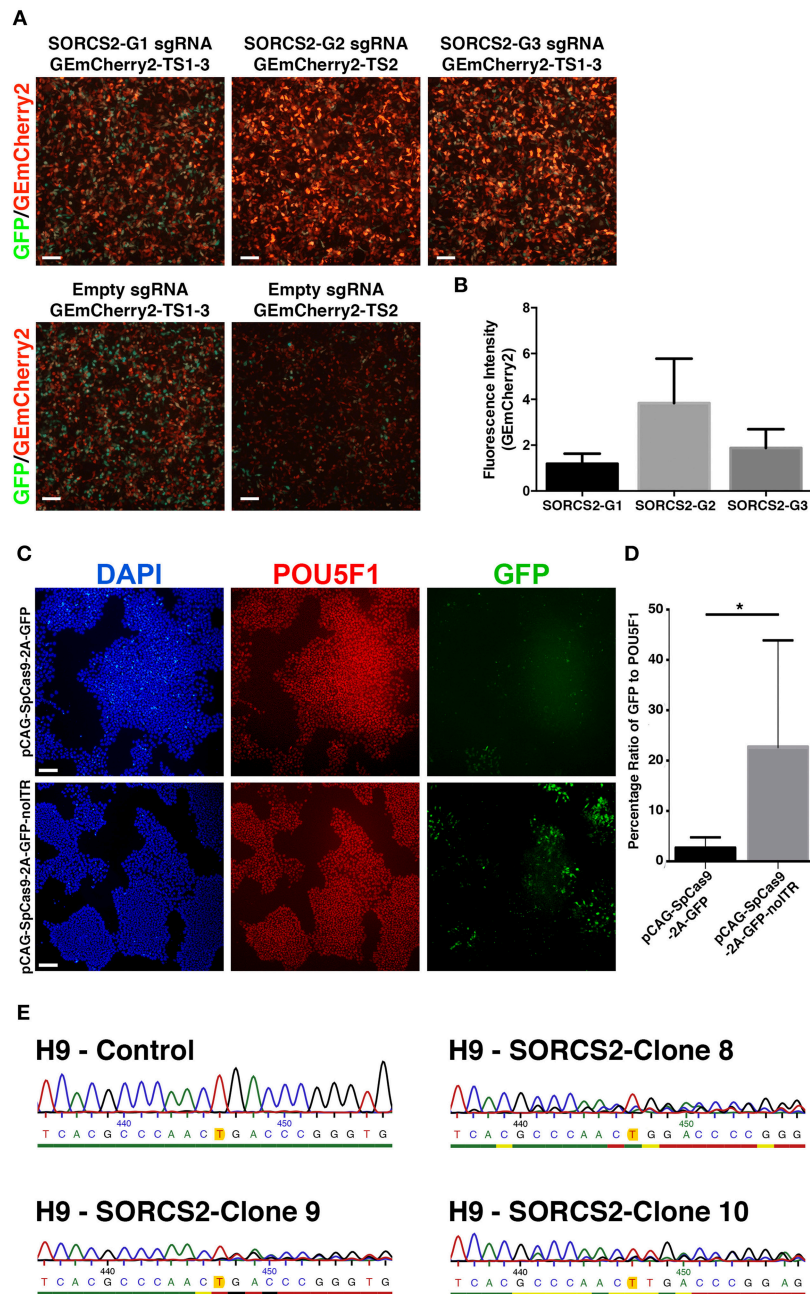 A
SORCS2-G1 sgRNA
GEmCherry2-TS1-3
SORCS2-G2 sgRNA
GEmCherry2-TS2
SORCS2-G3 sgRNA
GEmCherry2-TS1-3
GFP/GEmCherry2
Empty sgRNA
GEmCherry2-TS1-3
Empty sgRNA
GEmCherry2-TS2
GFP/GEmCherry2
B
Fluorescence Intensity
(GEmCherry2)
8
6
4
2
0
SORCS2-G1
SORCS2-G2
SORCS2-G3
C
DAPI
POU5F1
GFP
pCAG-SpCas9-2A-GFP
pCAG-SpCas9-2A-GFP-noITR
D
Percentage Ratio of GFP to POU5F1
50
40
30
20
10
0
*
pCAG-SpCas9
-2A-GFP
pCAG-SpCas9
-2A-GFP-noITR
E
H9 - Control
440
450
T C A C G C C C A A C T G A C C C G G G T G
H9 - SORCS2-Clone 8
440
450
T C A C G C C C A A C T G G A C C C C G G G
H9 - SORCS2-Clone 9
440
450
T C A C G C C C A A C T G A C C C G G G T G
H9 - SORCS2-Clone 10
440
450
T C A C G C C C A A C T T G A C C C G G A G